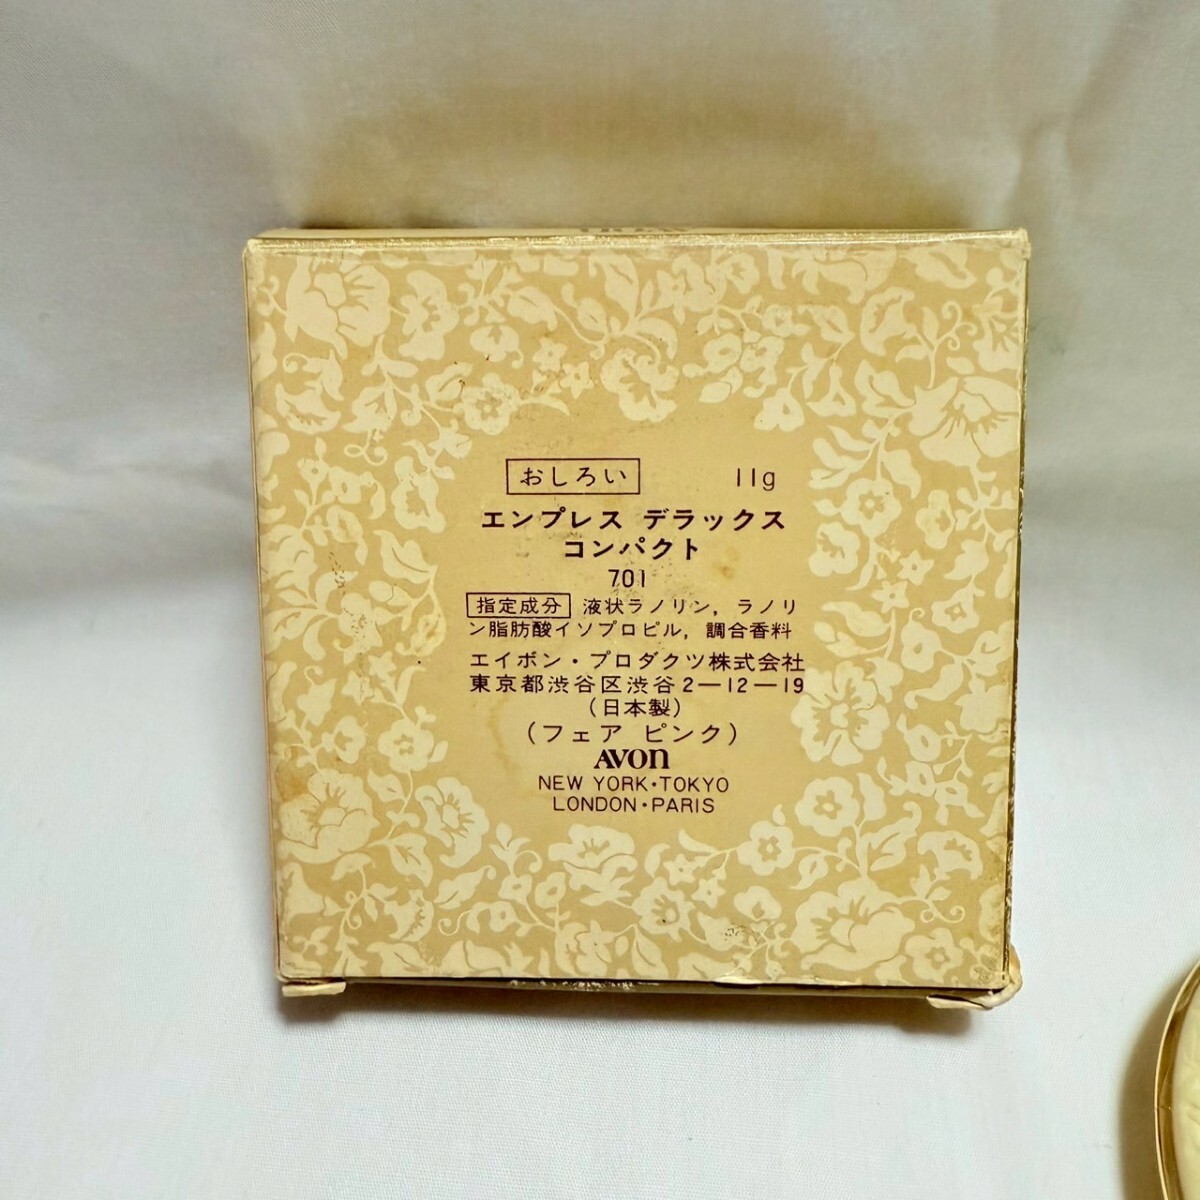 おしろい 11g
エンプレス デラックス
コンパクト
701
指定成分 液状ラノリン, ラノリ
ン脂肪酸イソプロピル, 調合香料
エイボン・プロダクツ株式会社
東京都渋谷区渋谷2-12-19
(日本製)
(フェア ピンク)
AVON
NEW YORK・TOKYO
LONDON・PARIS